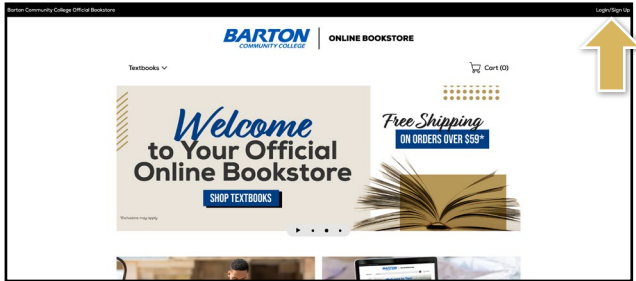 Barton Community College Official Bookstore
Login/Sign Up
BARTON
COMMUNITY COLLEGE
ONLINE BOOKSTORE
Textbooks
Cart (0)
Welcome
to Your Official
Online Bookstore
SHOP TEXTBOOKS
*Exclusions may apply.
Free Shipping
ON ORDERS OVER $59*